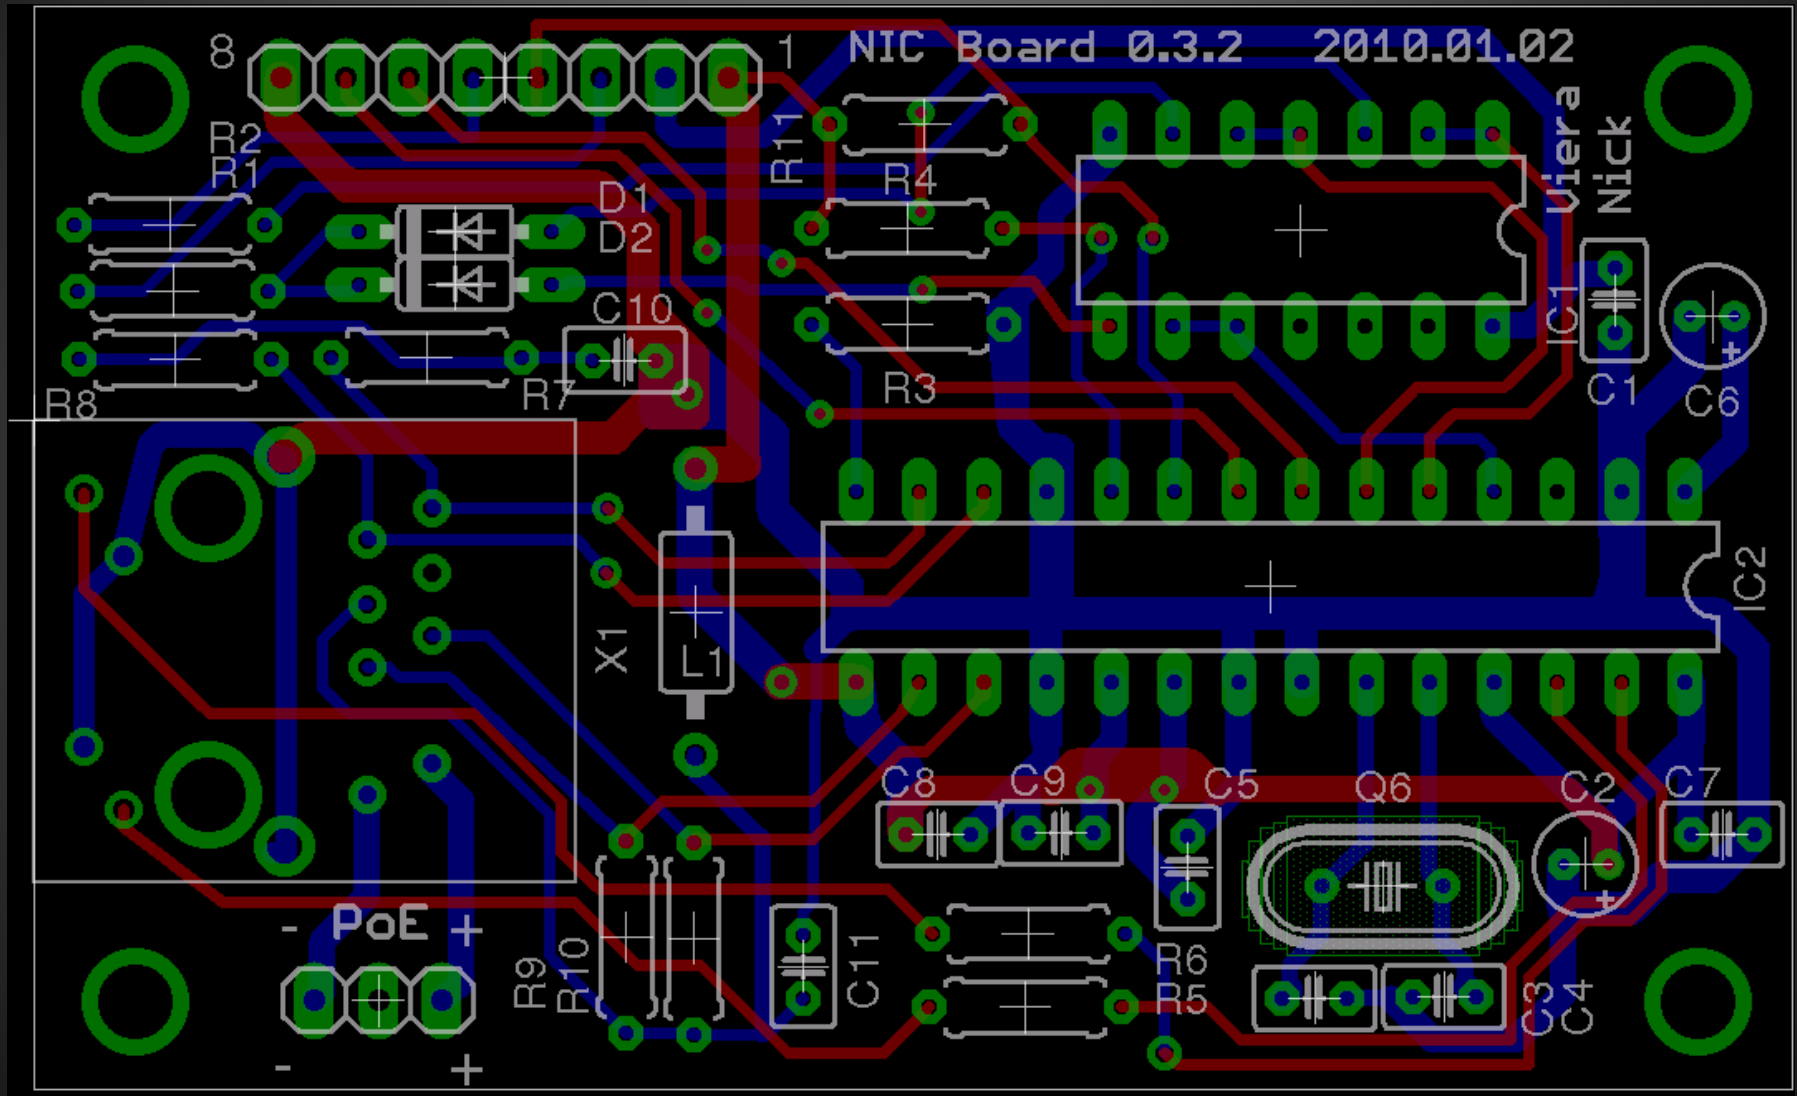 8
1
NIC Board 0.3.2 2010.01.02
R2
R1
R11
R4
Viera
Nick
D1
D2
C10
IC1
R3
C1
C6
R8
R7
IC2
X1
L1
C8
C9
C5
Q6
C2
C7
- PoE +
R9
R10
C11
R6
R5
C3
C4
+
+
- +